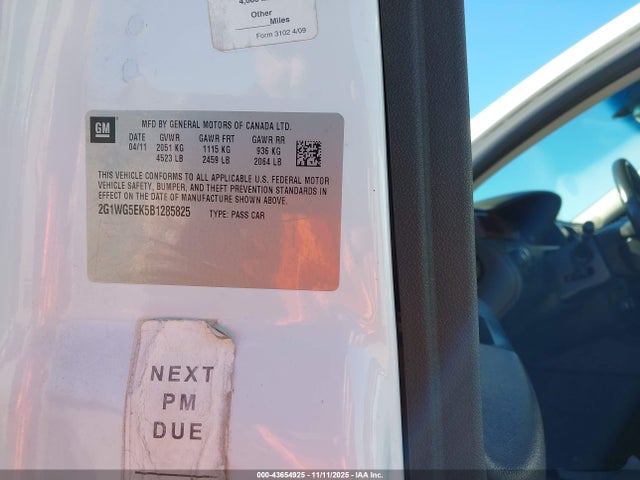 Other
Miles
Form 3102 4/09
GM
MFD BY GENERAL MOTORS OF CANADA LTD.
DATE GVWR GAWR FRT GAWR RR
04/11 2051 KG 1115 KG 936 KG
4523 LB 2459 LB 2064 LB
THIS VEHICLE CONFORMS TO ALL APPLICABLE U.S. FEDERAL MOTOR
VEHICLE SAFETY, BUMPER, AND THEFT PREVENTION STANDARDS IN
EFFECT ON THE DATE OF MANUFACTURE SHOWN ABOVE.
2G1WG5EK5B1285825 TYPE: PASS CAR
NEXT
PM
DUE
000-43654925 - 11/11/2025 - IAA Inc.